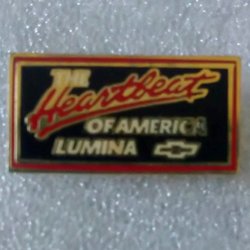 THE
Heartbeat
OF AMERICA
LUMINA